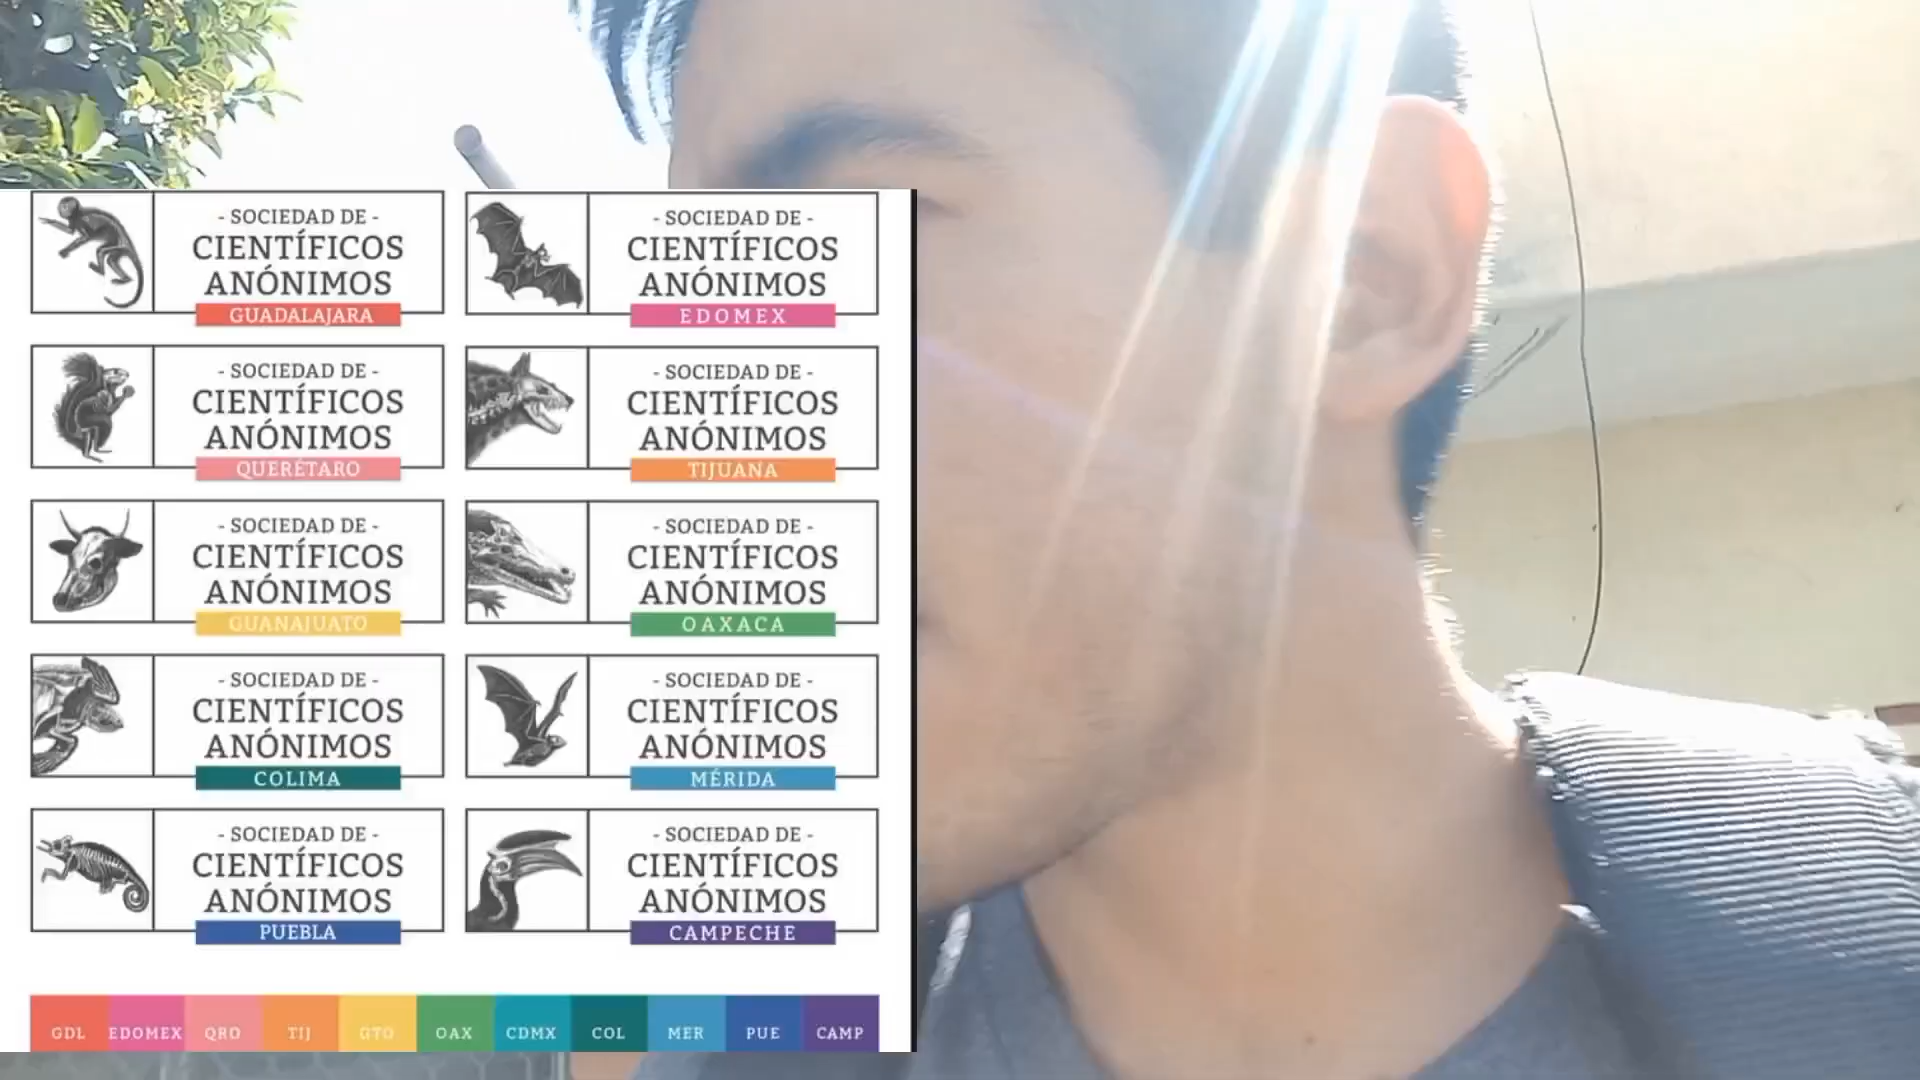 - SOCIEDAD DE -
CIENTÍFICOS
ANÓNIMOS
GUADALAJARA
- SOCIEDAD DE -
CIENTÍFICOS
ANÓNIMOS
EDOMEX
- SOCIEDAD DE -
CIENTÍFICOS
ANÓNIMOS
QUERÉTARO
- SOCIEDAD DE -
CIENTÍFICOS
ANÓNIMOS
TIJUANA
- SOCIEDAD DE -
CIENTÍFICOS
ANÓNIMOS
GUANAJUATO
- SOCIEDAD DE -
CIENTÍFICOS
ANÓNIMOS
OAXACA
- SOCIEDAD DE -
CIENTÍFICOS
ANÓNIMOS
COLIMA
- SOCIEDAD DE -
CIENTÍFICOS
ANÓNIMOS
MÉRIDA
- SOCIEDAD DE -
CIENTÍFICOS
ANÓNIMOS
PUEBLA
- SOCIEDAD DE -
CIENTÍFICOS
ANÓNIMOS
CAMPECHE
GDL EDOMEX QRO TIJ GTO OAX CDMX COL MER PUE CAMP